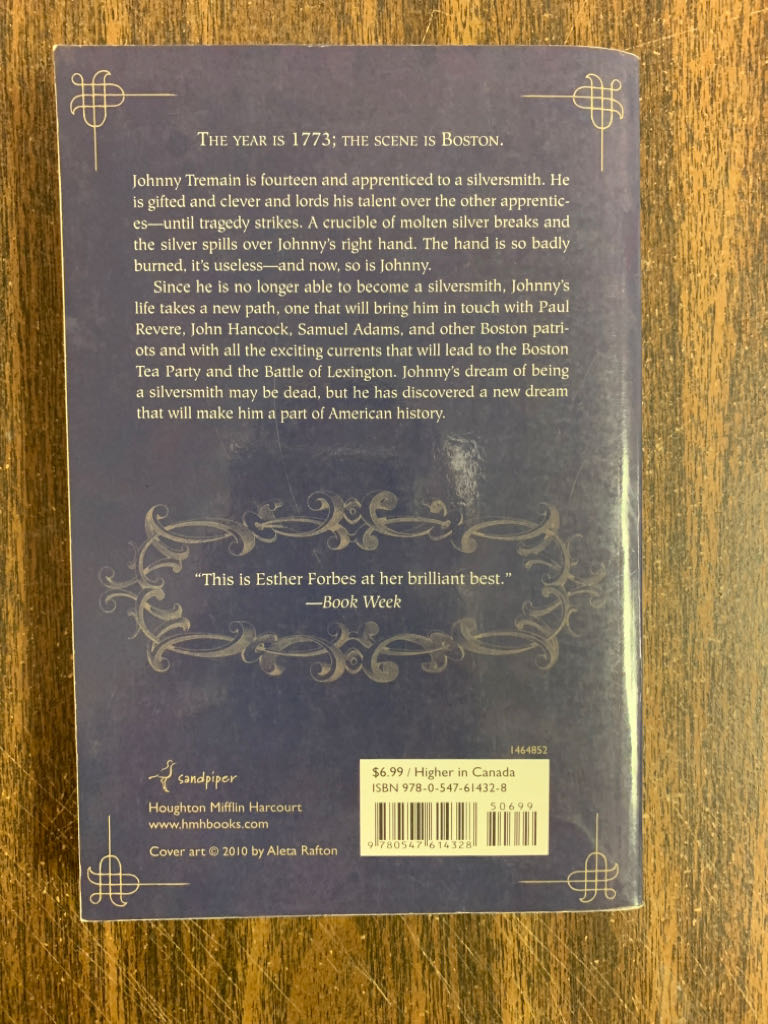 The year is 1773; the scene is Boston.
Johnny Tremain is fourteen and apprenticed to a silversmith. He
is gifted and clever and lords his talent over the other apprentic-
es—until tragedy strikes. A crucible of molten silver breaks and
the silver spills over Johnny's right hand. The hand is so badly
burned, it's useless—and now, so is Johnny.
Since he is no longer able to become a silversmith, Johnny's
life takes a new path, one that will bring him in touch with Paul
Revere, John Hancock, Samuel Adams, and other Boston patri-
ots and with all the exciting currents that will lead to the Boston
Tea Party and the Battle of Lexington. Johnny's dream of being
a silversmith may be dead, but he has discovered a new dream
that will make him a part of American history.
“This is Esther Forbes at her brilliant best.”
—Book Week
sandpiper
Houghton Mifflin Harcourt
www.hmhbooks.com
Cover art © 2010 by Aleta Rafton
1464852
$6.99 / Higher in Canada
ISBN 978-0-547-61432-8
50699
9 780547 614328